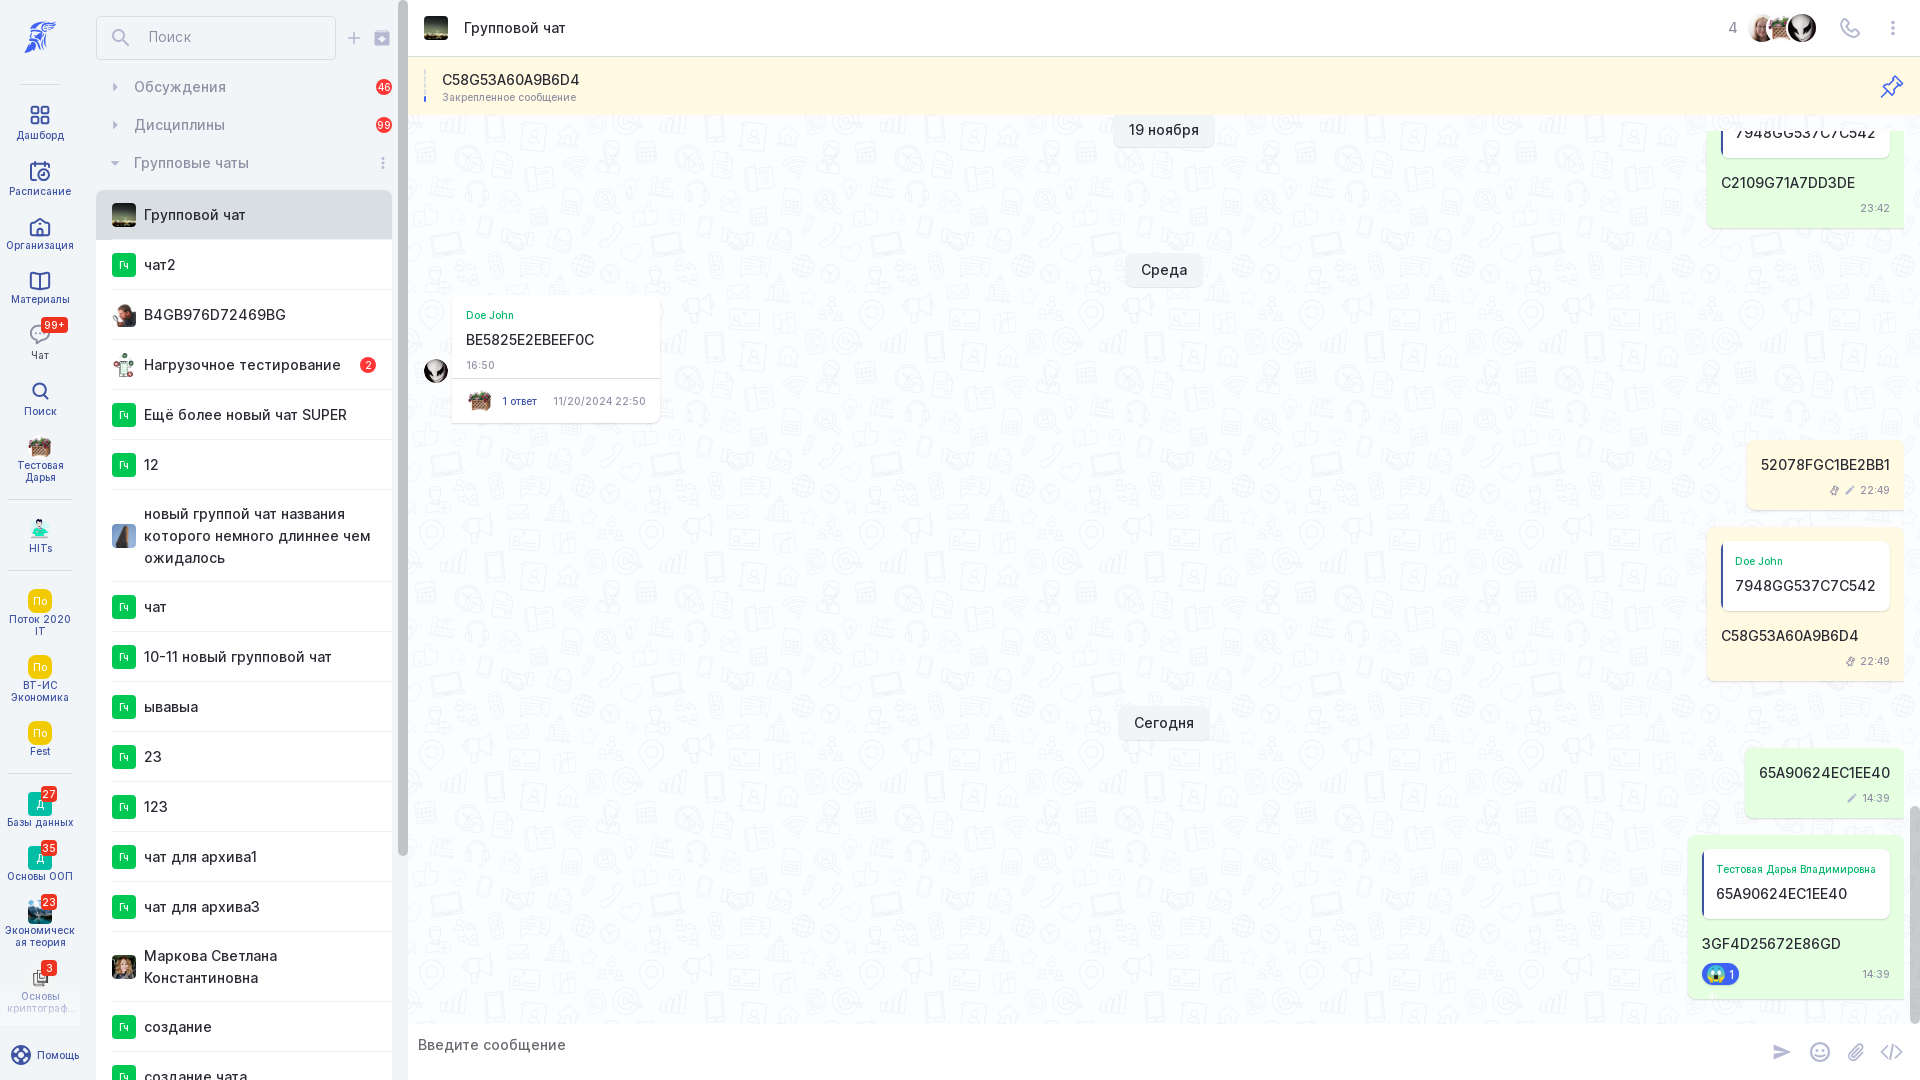 Дашборд
Расписание
Организация
Материалы
99+
Чат
Поиск
Тестовая
Дарья
HITs
По
Поток 2020
IT
По
ВТ-ИС
Экономика
По
Fest
27
Д
Базы данных
35
Д
Основы ООП
23
Экономическ
ая теория
3
Основы
криптограф...
Помощь
Поиск
Обсуждения
46
Дисциплины
99
Групповые чаты
Групповой чат
Гч
чат2
B4GB976D72469BG
Нагрузочное тестирование
2
Гч
Ещё более новый чат SUPER
Гч
12
новый группой чат названия
которого немного длиннее чем
ожидалось
Гч
чат
Гч
10-11 новый групповой чат
Гч
ывавыа
Гч
23
Гч
123
Гч
чат для архива1
Гч
чат для архива3
Маркова Светлана
Константиновна
Гч
создание
Гч
создание чата
Групповой чат
4
C58G53A60A9B6D4
Закрепленное сообщение
19 ноября
7948GG537C7C542
C2109G71A7DD3DE
23:42
Среда
Doe John
BE5825E2EBEEF0C
16:50
1 ответ
11/20/2024 22:50
52078FGC1BE2BB1
22:49
Doe John
7948GG537C7C542
C58G53A60A9B6D4
22:49
Сегодня
65A90624EC1EE40
14:39
Тестовая Дарья Владимировна
65A90624EC1EE40
3GF4D25672E86GD
1
14:39
Введите сообщение